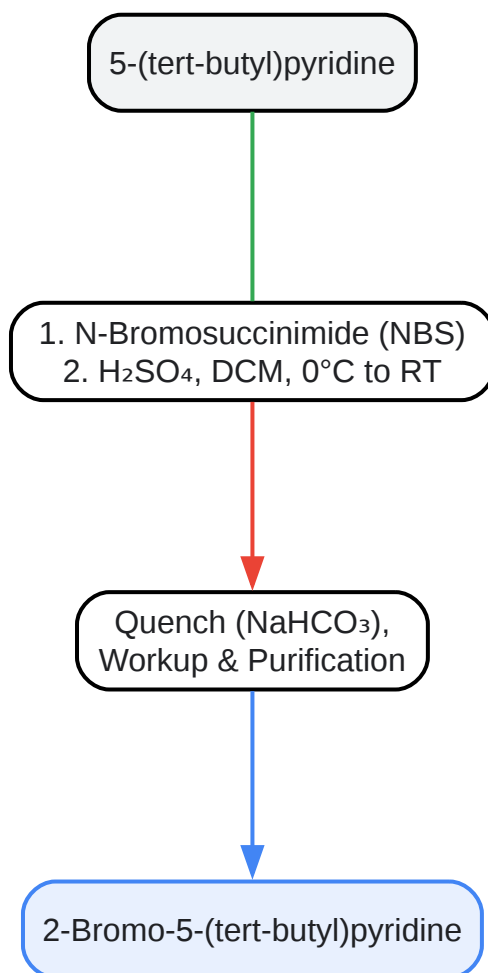 5-(tert-butyl)pyridine
1. N-Bromosuccinimide (NBS)
2. H₂SO₄, DCM, 0°C to RT
Quench (NaHCO₃),
Workup & Purification
2-Bromo-5-(tert-butyl)pyridine